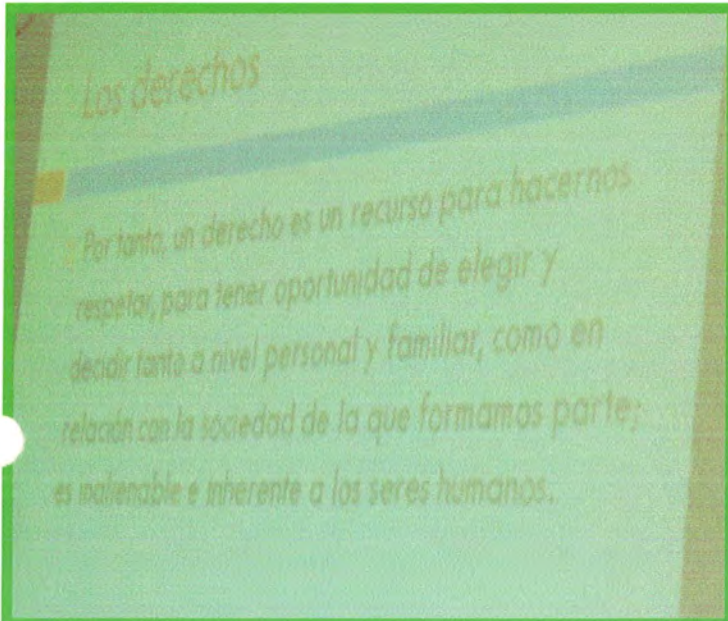 Los derechos
Por tanto, un derecho es un recurso para hacernos
respetar, para tener oportunidad de elegir y
decidir tanto a nivel personal y familiar, como en
relación con la sociedad de la que formamos parte;
es inalienable e inherente a los seres humanos.